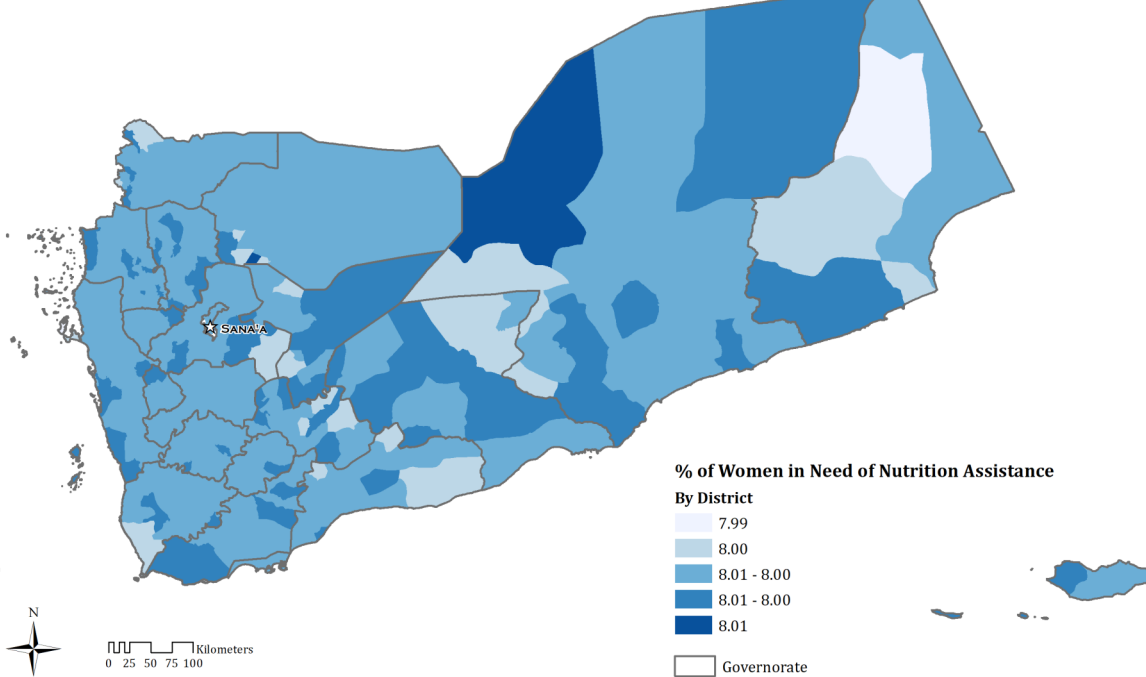 SANA'A
% of Women in Need of Nutrition Assistance
By District
7.99
8.00
8.01 - 8.00
8.01 - 8.00
8.01
Governorate
N
Kilometers
0 25 50 75 100